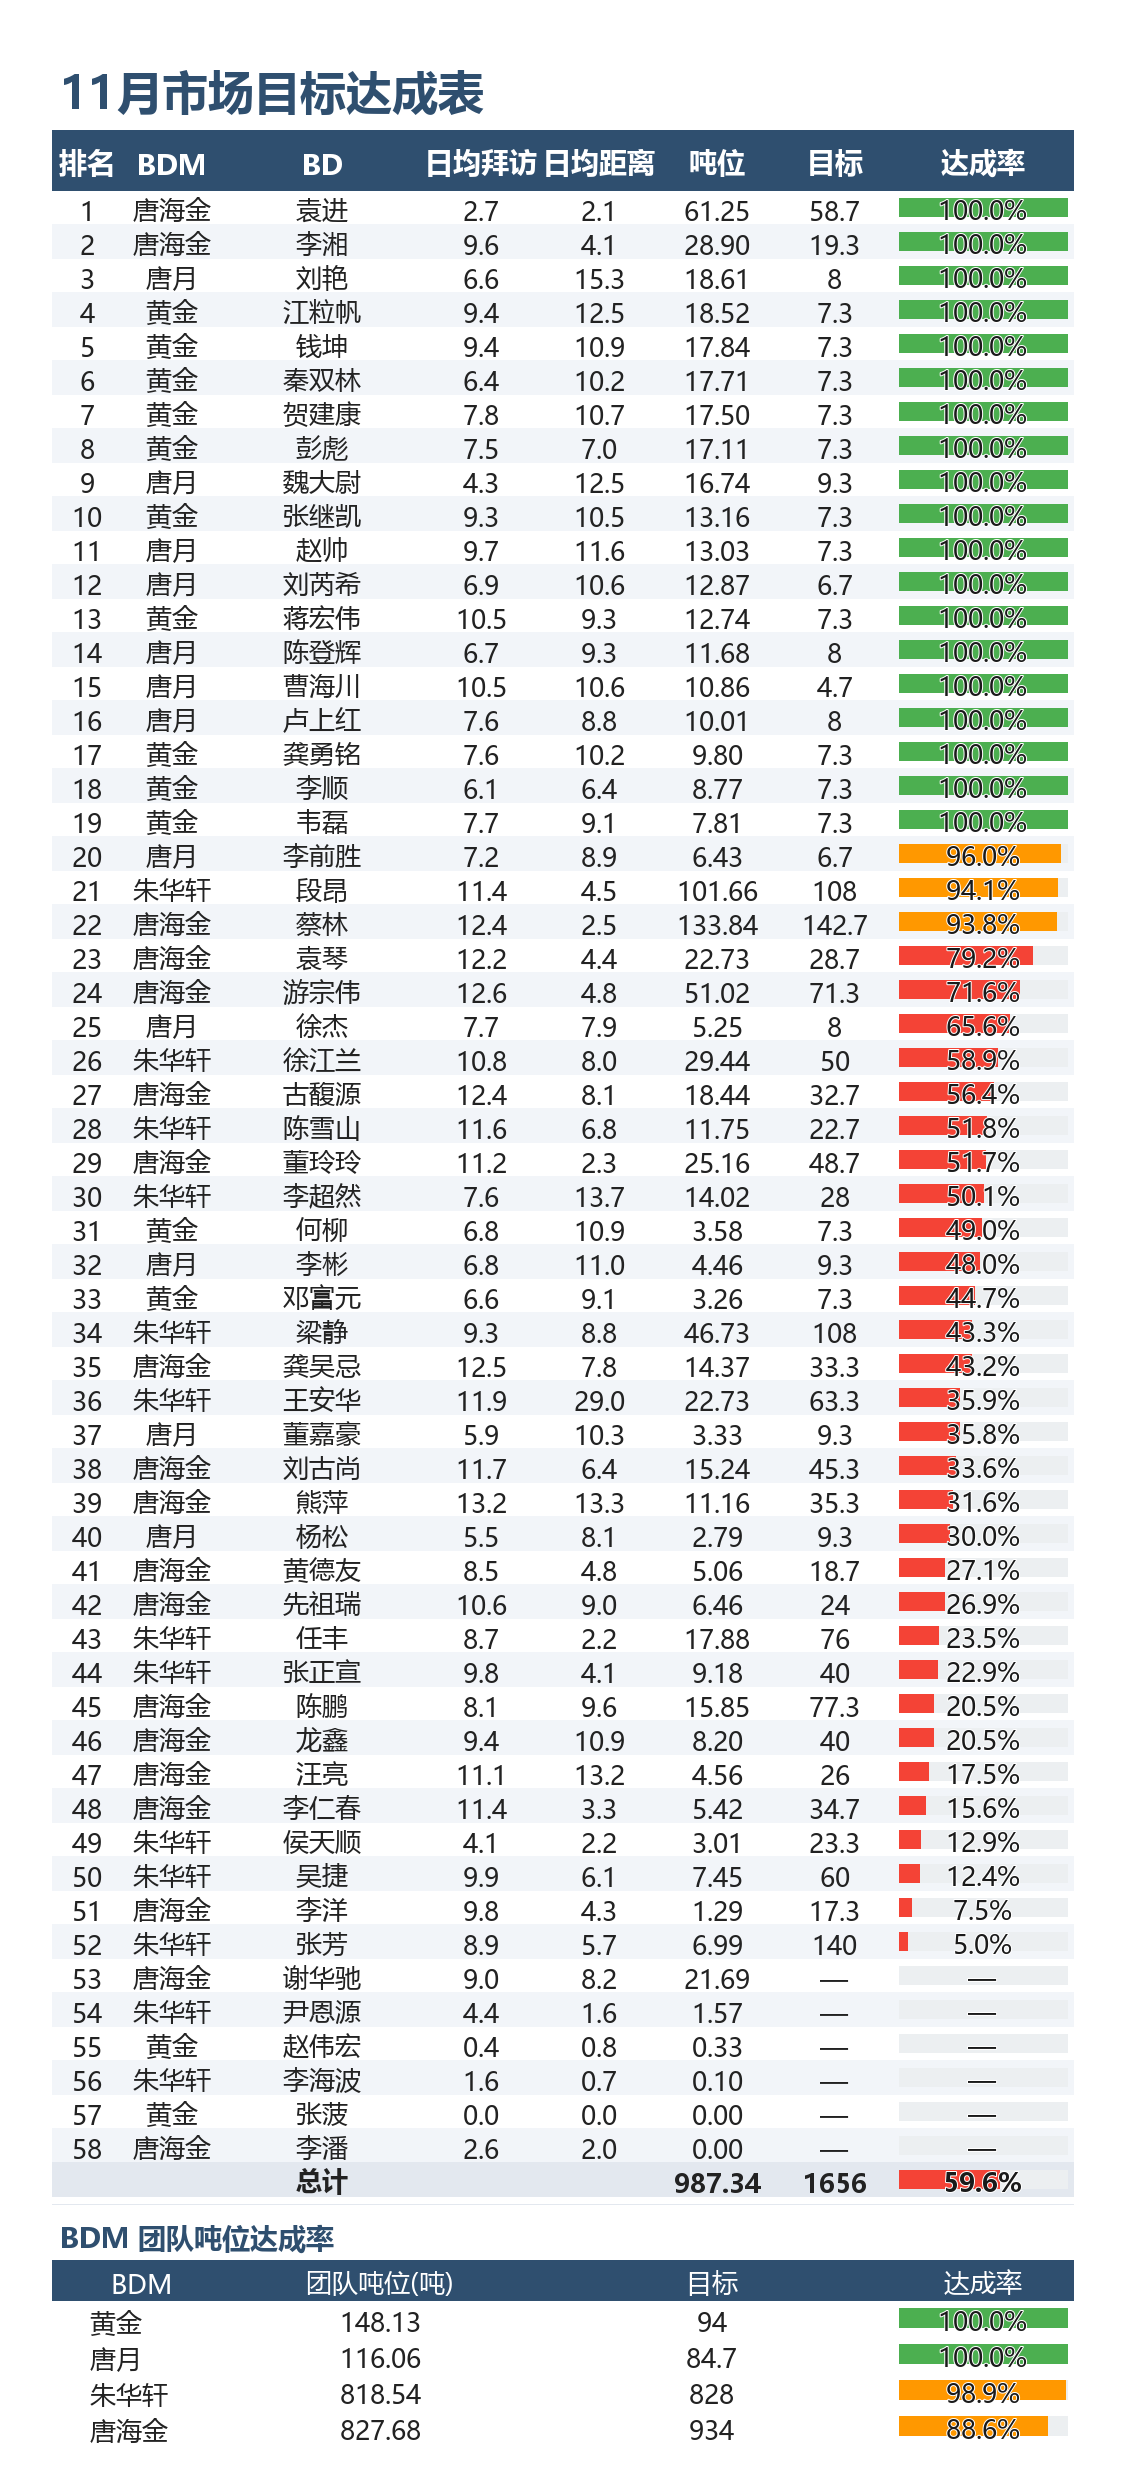 11月市场目标达成表
排名 BDM BD 日均拜访 日均距离 吨位 目标 达成率
1 唐海金 袁进 2.7 2.1 61.25 58.7 100.0%
2 唐海金 李湘 9.6 4.1 28.90 19.3 100.0%
3 唐月 刘艳 6.6 15.3 18.61 8 100.0%
4 黄金 江粒帆 9.4 12.5 18.52 7.3 100.0%
5 黄金 钱坤 9.4 10.9 17.84 7.3 100.0%
6 黄金 秦双林 6.4 10.2 17.71 7.3 100.0%
7 黄金 贺建康 7.8 10.7 17.50 7.3 100.0%
8 黄金 彭彪 7.5 7.0 17.11 7.3 100.0%
9 唐月 魏大尉 4.3 12.5 16.74 9.3 100.0%
10 黄金 张继凯 9.3 10.5 13.16 7.3 100.0%
11 唐月 赵帅 9.7 11.6 13.03 7.3 100.0%
12 唐月 刘芮希 6.9 10.6 12.87 6.7 100.0%
13 黄金 蒋宏伟 10.5 9.3 12.74 7.3 100.0%
14 唐月 陈登辉 6.7 9.3 11.68 8 100.0%
15 唐月 曹海川 10.5 10.6 10.86 4.7 100.0%
16 唐月 卢上红 7.6 8.8 10.01 8 100.0%
17 黄金 龚勇铭 7.6 10.2 9.80 7.3 100.0%
18 黄金 李顺 6.1 6.4 8.77 7.3 100.0%
19 黄金 韦磊 7.7 9.1 7.81 7.3 100.0%
20 唐月 李前胜 7.2 8.9 6.43 6.7 96.0%
21 朱华轩 段昂 11.4 4.5 101.66 108 94.1%
22 唐海金 蔡林 12.4 2.5 133.84 142.7 93.8%
23 唐海金 袁琴 12.2 4.4 22.73 28.7 79.2%
24 唐海金 游宗伟 12.6 4.8 51.02 71.3 71.6%
25 唐月 徐杰 7.7 7.9 5.25 8 65.6%
26 朱华轩 徐江兰 10.8 8.0 29.44 50 58.9%
27 唐海金 古馥源 12.4 8.1 18.44 32.7 56.4%
28 朱华轩 陈雪山 11.6 6.8 11.75 22.7 51.8%
29 唐海金 董玲玲 11.2 2.3 25.16 48.7 51.7%
30 朱华轩 李超然 7.6 13.7 14.02 28 50.1%
31 黄金 何柳 6.8 10.9 3.58 7.3 49.0%
32 唐月 李彬 6.8 11.0 4.46 9.3 48.0%
33 黄金 邓富元 6.6 9.1 3.26 7.3 44.7%
34 朱华轩 梁静 9.3 8.8 46.73 108 43.3%
35 唐海金 龚吴忌 12.5 7.8 14.37 33.3 43.2%
36 朱华轩 王安华 11.9 29.0 22.73 63.3 35.9%
37 唐月 董嘉豪 5.9 10.3 3.33 9.3 35.8%
38 唐海金 刘古尚 11.7 6.4 15.24 45.3 33.6%
39 唐海金 熊萍 13.2 13.3 11.16 35.3 31.6%
40 唐月 杨松 5.5 8.1 2.79 9.3 30.0%
41 唐海金 黄德友 8.5 4.8 5.06 18.7 27.1%
42 唐海金 先祖瑞 10.6 9.0 6.46 24 26.9%
43 朱华轩 任丰 8.7 2.2 17.88 76 23.5%
44 朱华轩 张正宣 9.8 4.1 9.18 40 22.9%
45 唐海金 陈鹏 8.1 9.6 15.85 77.3 20.5%
46 唐海金 龙鑫 9.4 10.9 8.20 40 20.5%
47 唐海金 汪亮 11.1 13.2 4.56 26 17.5%
48 唐海金 李仁春 11.4 3.3 5.42 34.7 15.6%
49 朱华轩 侯天顺 4.1 2.2 3.01 23.3 12.9%
50 朱华轩 吴捷 9.9 6.1 7.45 60 12.4%
51 唐海金 李洋 9.8 4.3 1.29 17.3 7.5%
52 朱华轩 张芳 8.9 5.7 6.99 140 5.0%
53 唐海金 谢华驰 9.0 8.2 21.69 — —
54 朱华轩 尹恩源 4.4 1.6 1.57 — —
55 黄金 赵伟宏 0.4 0.8 0.33 — —
56 朱华轩 李海波 1.6 0.7 0.10 — —
57 黄金 张菠 0.0 0.0 0.00 — —
58 唐海金 李潘 2.6 2.0 0.00 — —
总计 987.34 1656 59.6%
BDM 团队吨位达成率
BDM 团队吨位(吨) 目标 达成率
黄金 148.13 94 100.0%
唐月 116.06 84.7 100.0%
朱华轩 818.54 828 98.9%
唐海金 827.68 934 88.6%